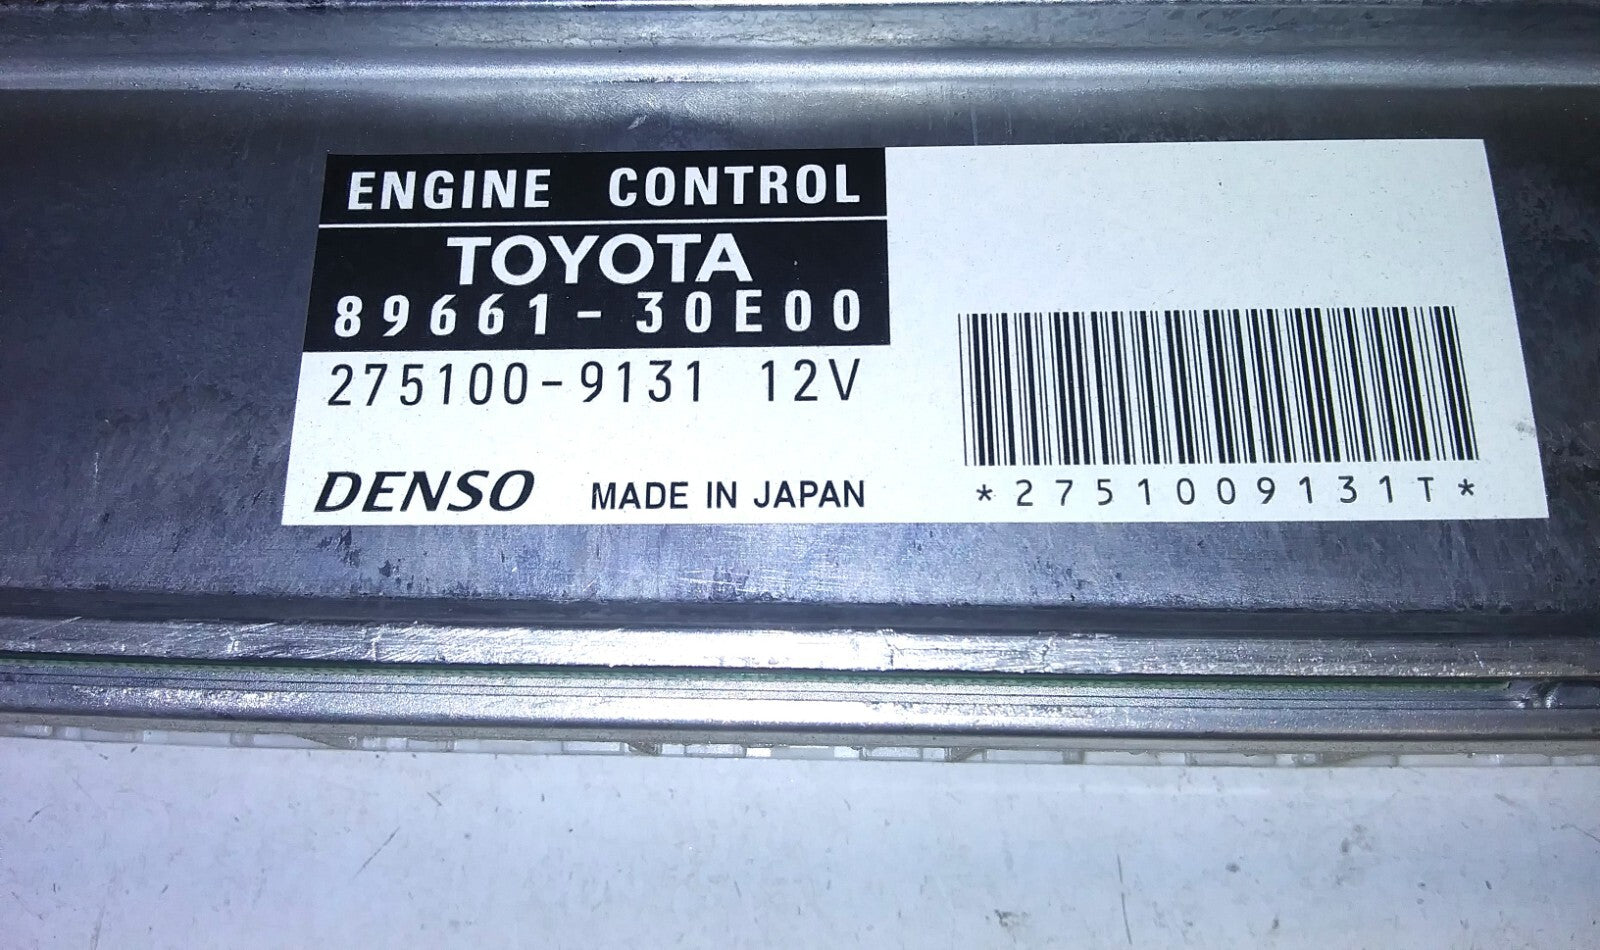 ENGINE CONTROL
TOYOTA
89661-30E00
275100-9131 12V
DENSO MADE IN JAPAN
*2751009131T*